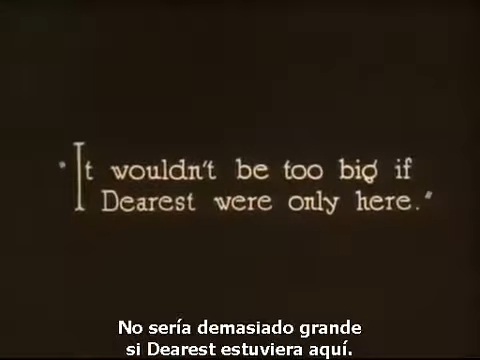 "It wouldn't be too big if
Dearest were only here."
No sería demasiado grande
si Dearest estuviera aquí.